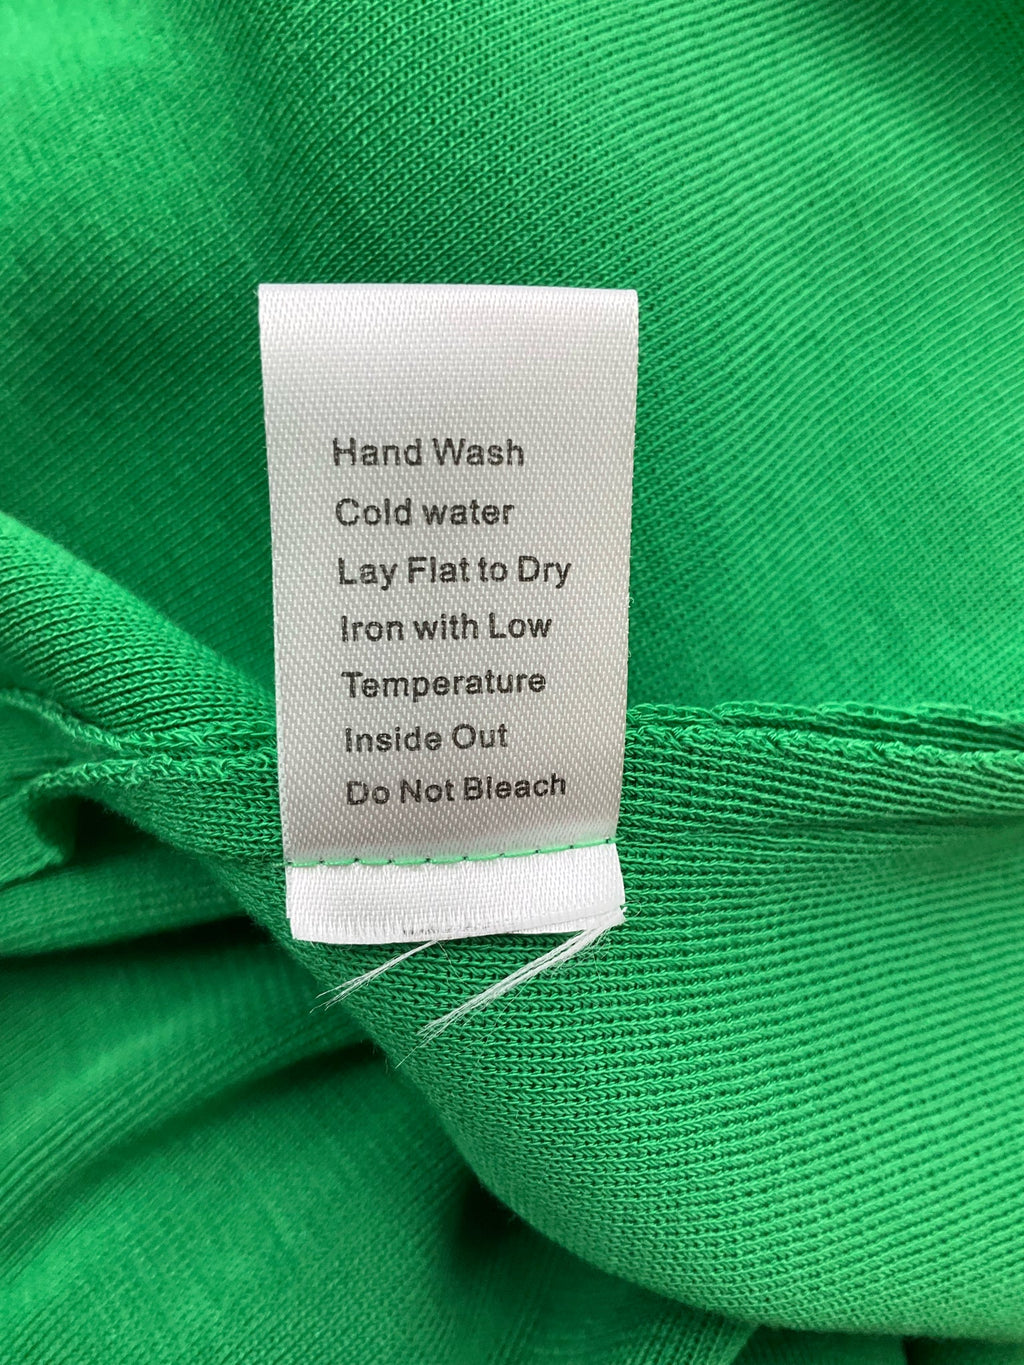 Hand Wash
Cold water
Lay Flat to Dry
Iron with Low
Temperature
Inside Out
Do Not Bleach